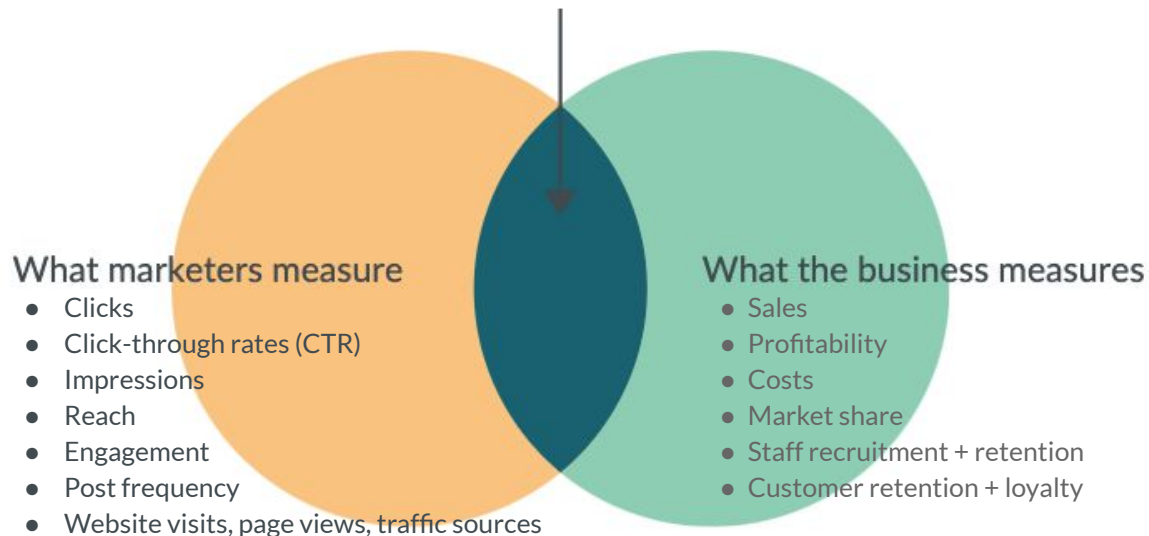 What marketers measure
● Clicks
● Click-through rates (CTR)
● Impressions
● Reach
● Engagement
● Post frequency
● Website visits, page views, traffic sources
What the business measures
● Sales
● Profitability
● Costs
● Market share
● Staff recruitment + retention
● Customer retention + loyalty